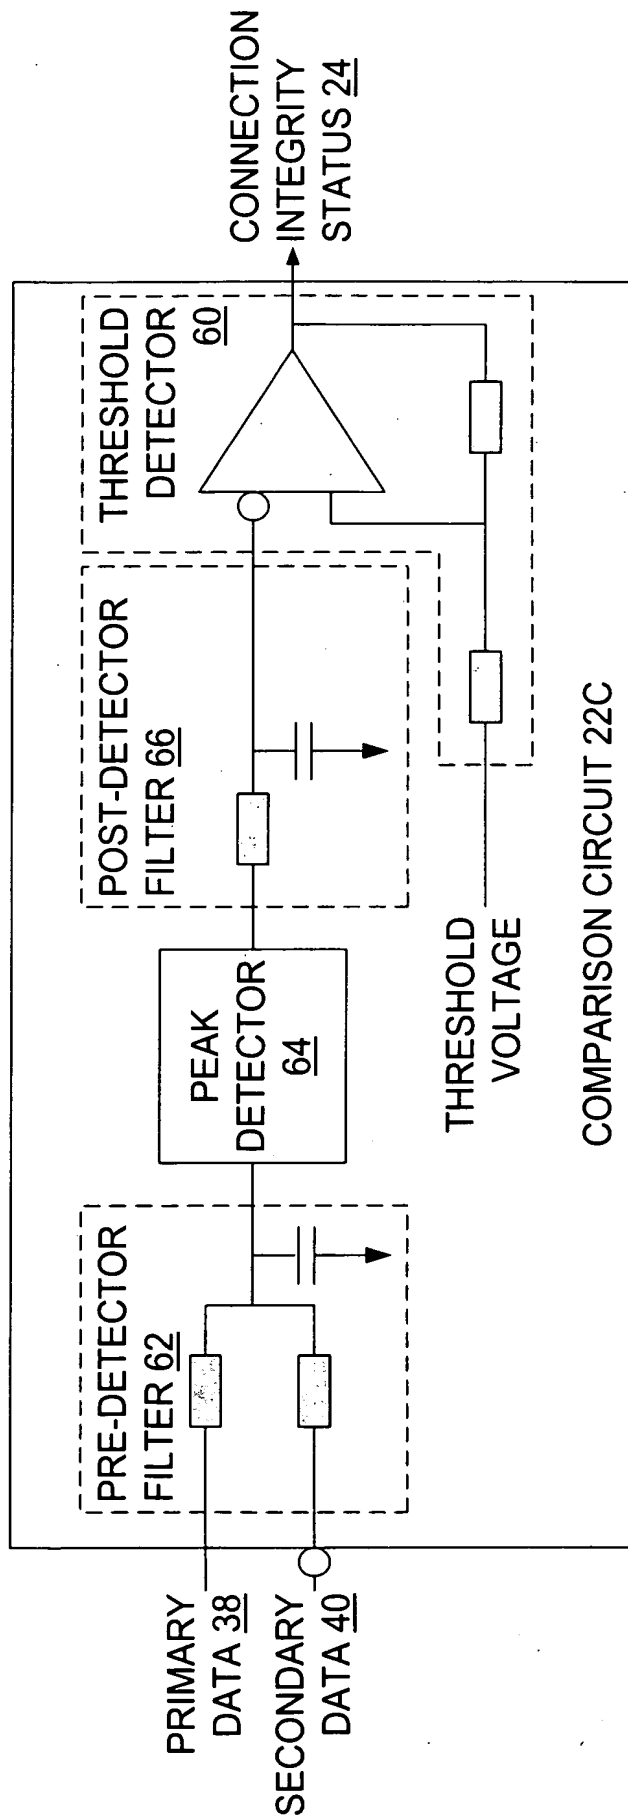 PRIMARY
DATA 38
SECONDARY
DATA 40
PRE-DETECTOR
FILTER 62
PEAK
DETECTOR
64
POST-DETECTOR
FILTER 66
THRESHOLD
DETECTOR
60
CONNECTION
INTEGRITY
STATUS 24
THRESHOLD
VOLTAGE
COMPARISON CIRCUIT 22C